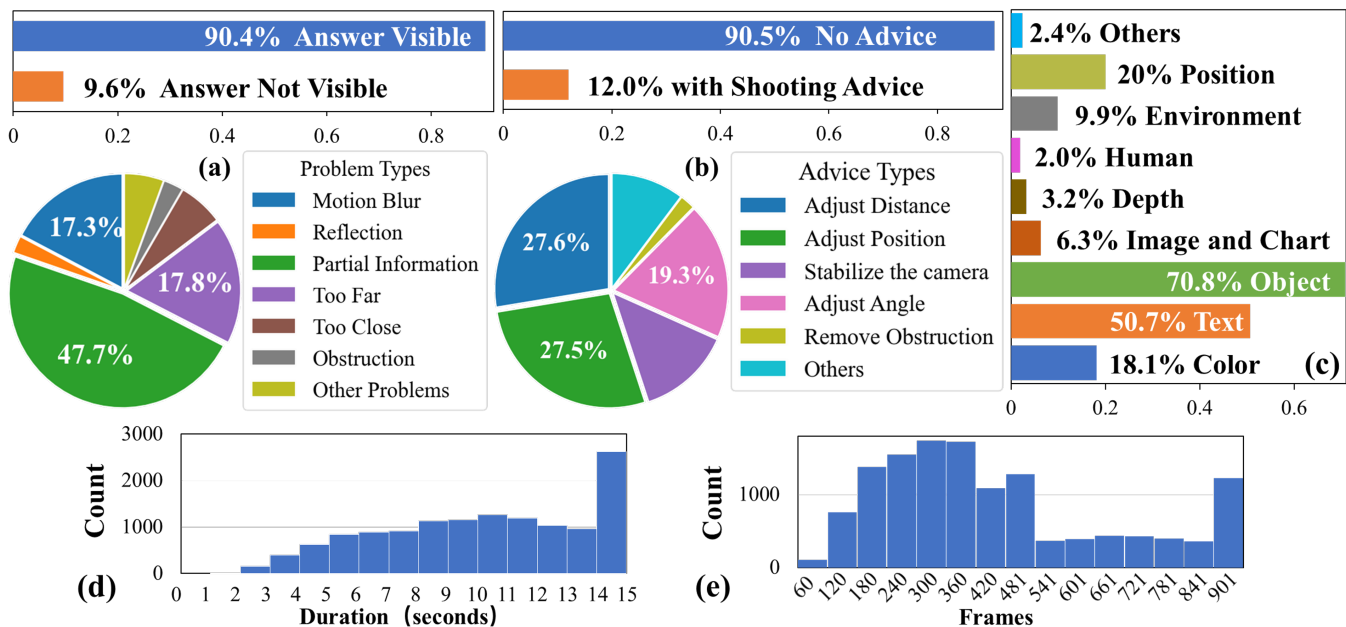 90.4% Answer Visible
9.6% Answer Not Visible
0 0.2 0.4 0.6 0.8
(a)
90.5% No Advice
12.0% with Shooting Advice
0 0.2 0.4 0.6 0.8
(b)
2.4% Others
20% Position
9.9% Environment
2.0% Human
3.2% Depth
6.3% Image and Chart
70.8% Object
50.7% Text
18.1% Color
(c)
0 0.2 0.4 0.6
17.3%
17.8%
47.7%
Problem Types
Motion Blur
Reflection
Partial Information
Too Far
Too Close
Obstruction
Other Problems
27.6%
19.3%
27.5%
Advice Types
Adjust Distance
Adjust Position
Stabilize the camera
Adjust Angle
Remove Obstruction
Others
3000
2000
1000
0
Count
(d)
0 1 2 3 4 5 6 7 8 9 10 11 12 13 14 15
Duration (seconds)
1000
0
Count
(e)
60 120 180 240 300 360 420 481 541 601 661 721 781 841 901
Frames